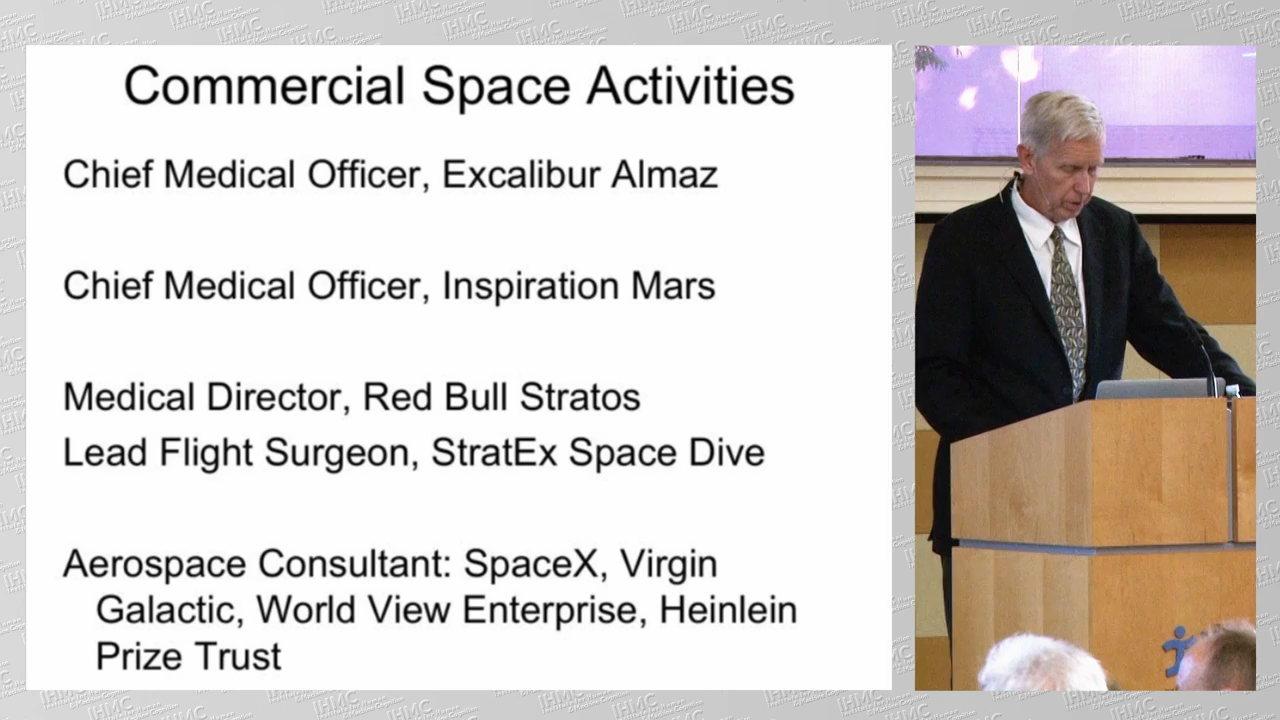 Commercial Space Activities
Chief Medical Officer, Excalibur Almaz
Chief Medical Officer, Inspiration Mars
Medical Director, Red Bull Stratos
Lead Flight Surgeon, StratEx Space Dive
Aerospace Consultant: SpaceX, Virgin
Galactic, World View Enterprise, Heinlein
Prize Trust
IHMC